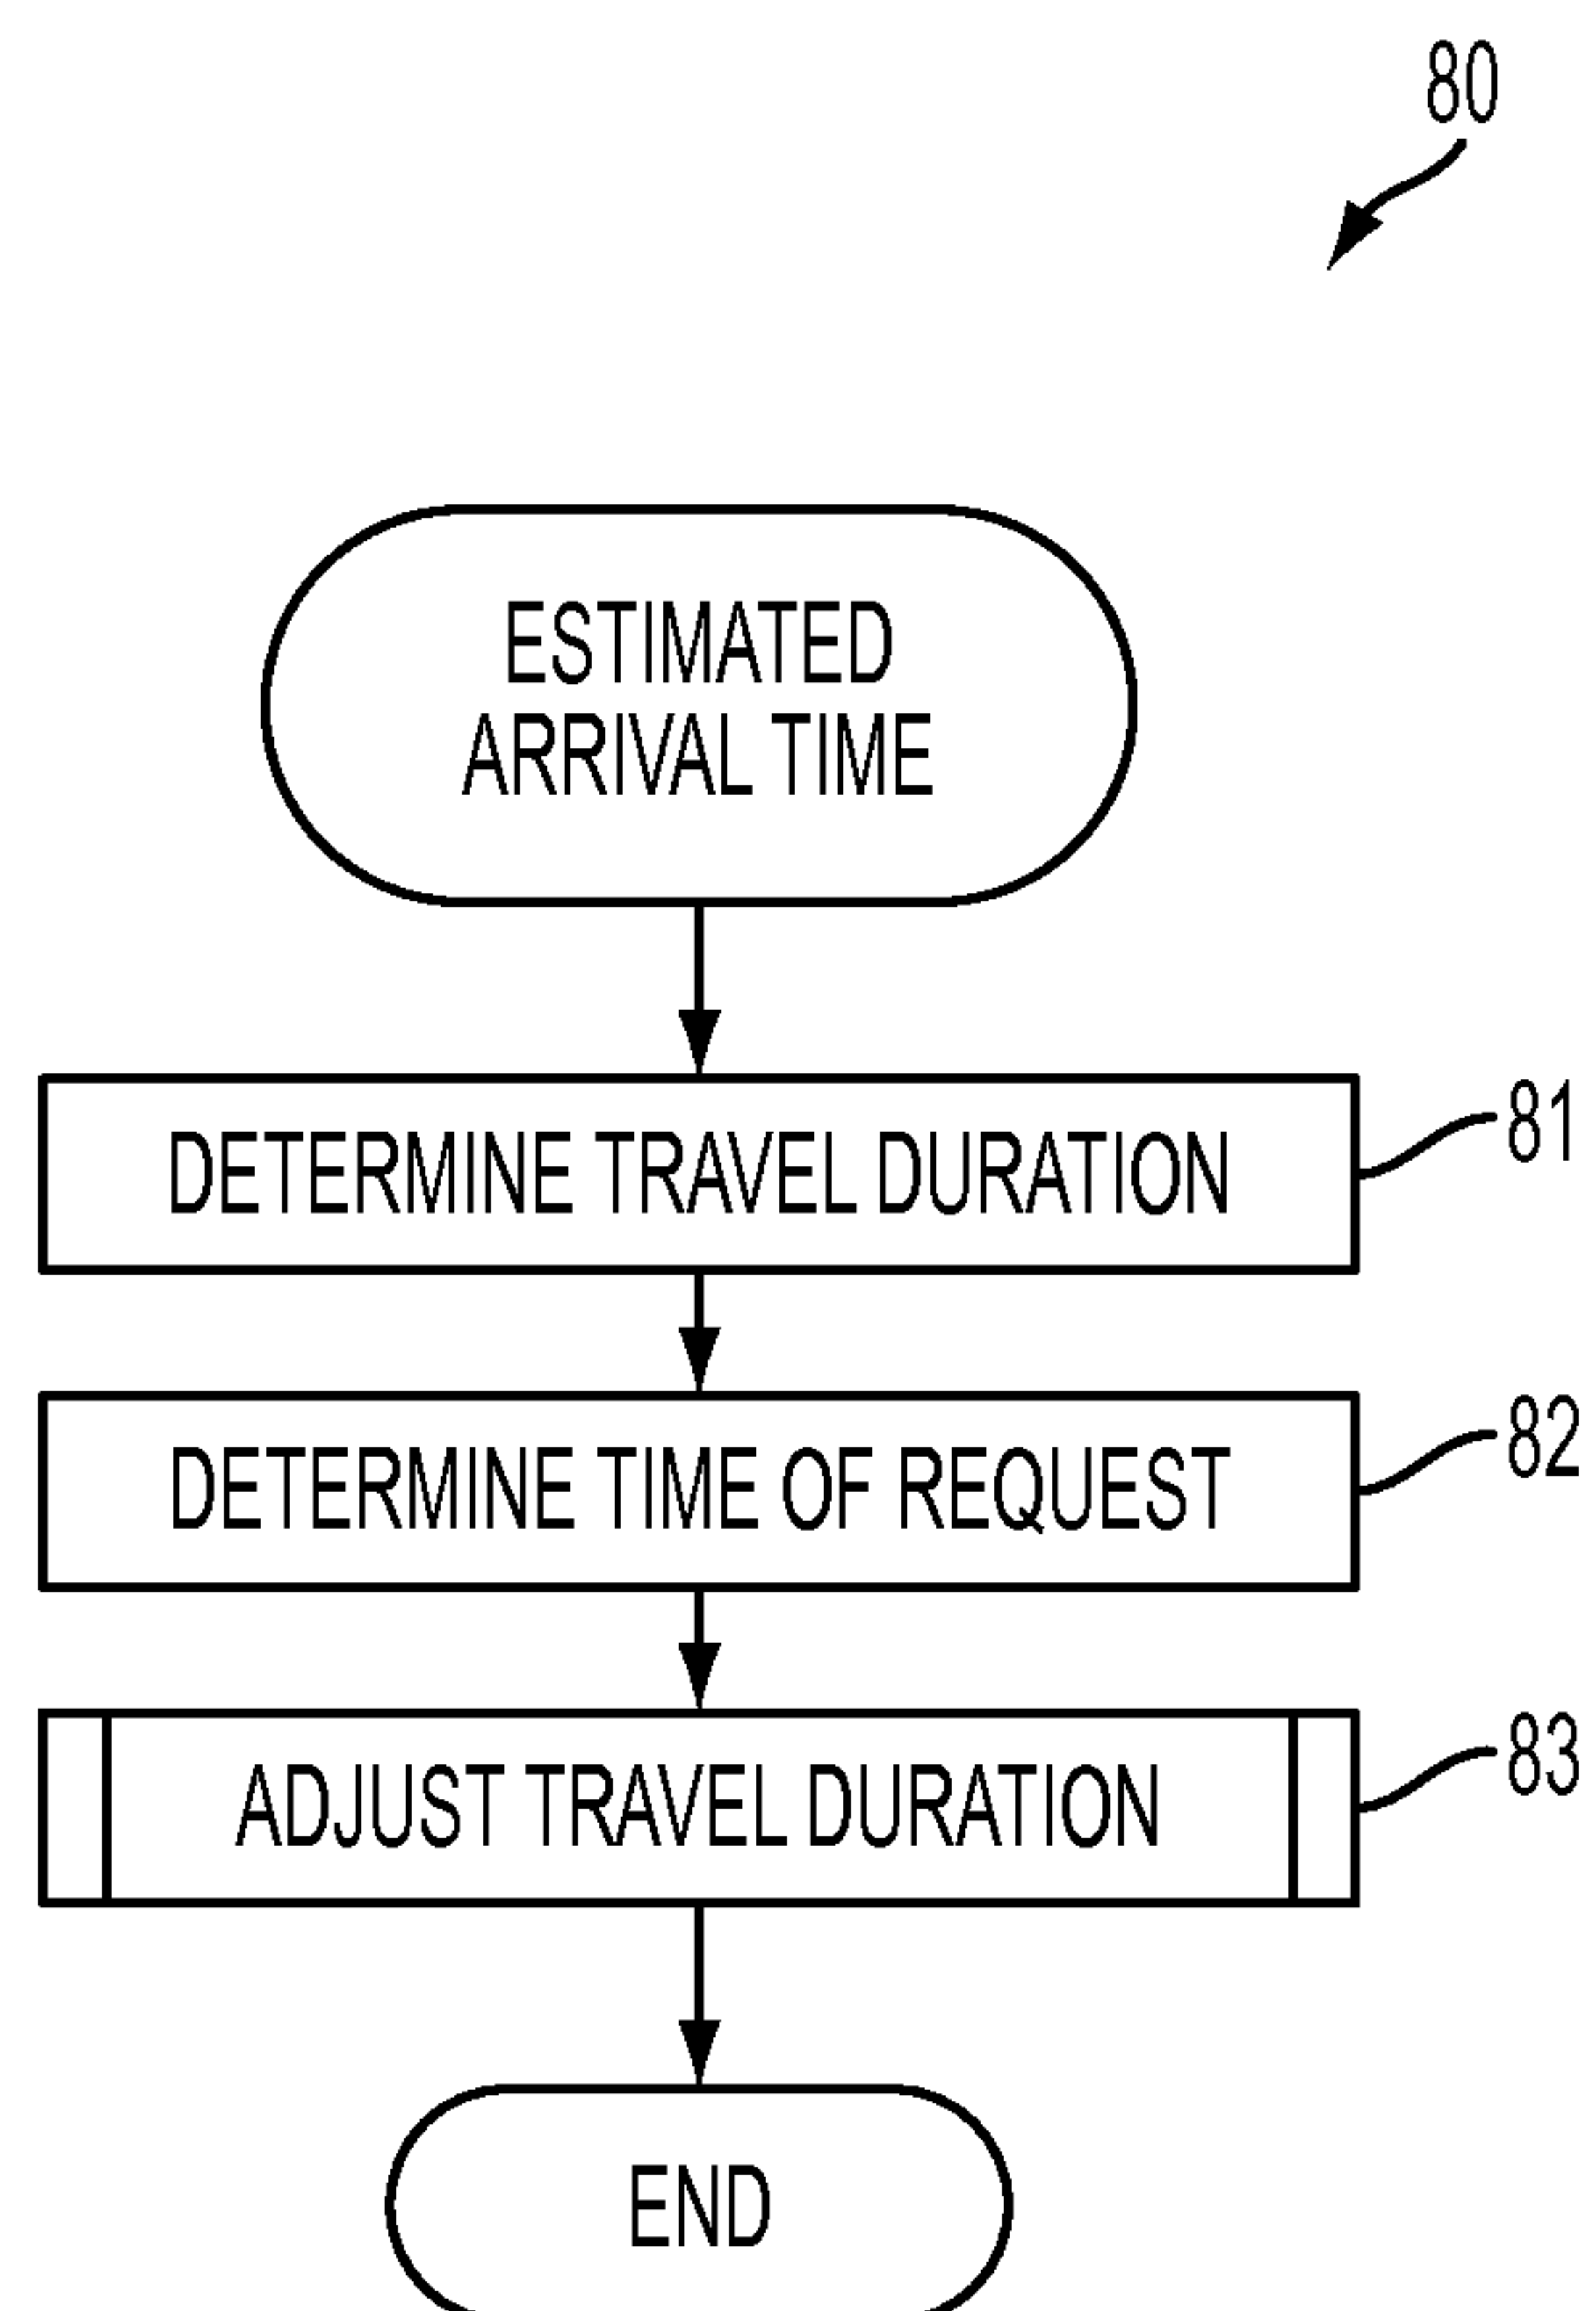 80
ESTIMATED
ARRIVAL TIME
DETERMINE TRAVEL DURATION
81
DETERMINE TIME OF REQUEST
82
ADJUST TRAVEL DURATION
83
END